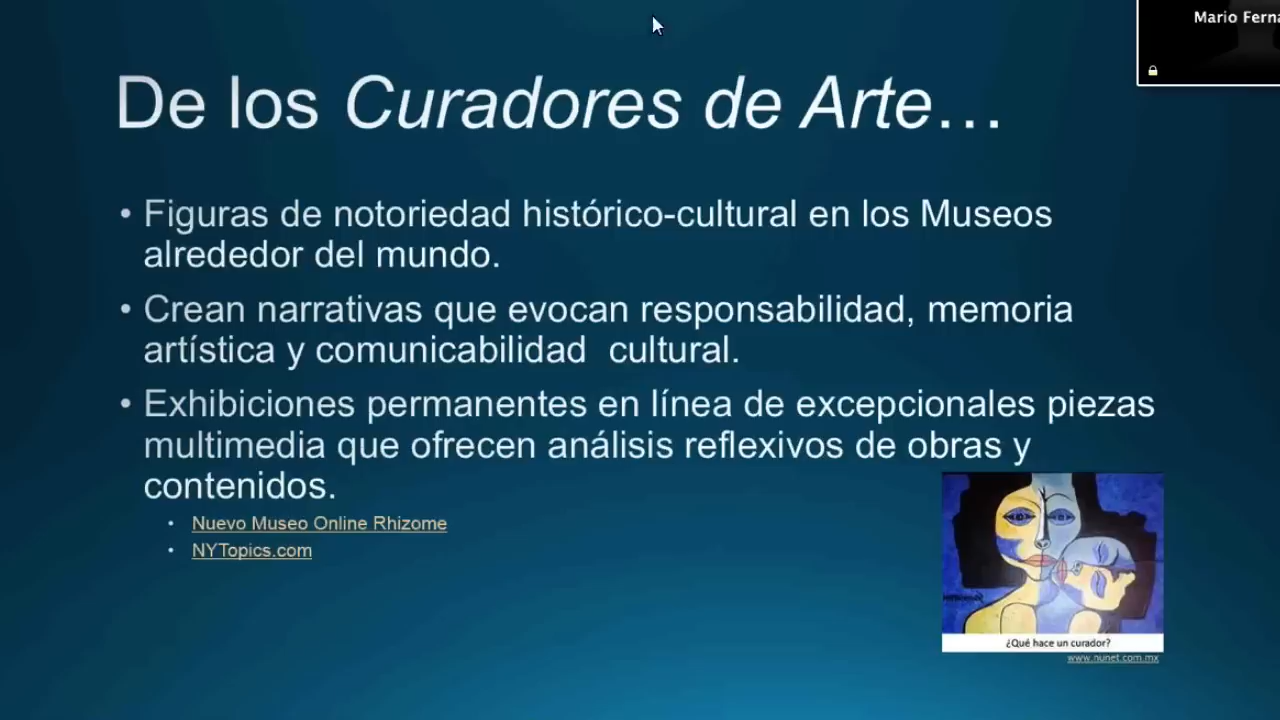 Mario Ferna
De los Curadores de Arte…
• Figuras de notoriedad histórico-cultural en los Museos
alrededor del mundo.
• Crean narrativas que evocan responsabilidad, memoria
artística y comunicabilidad cultural.
• Exhibiciones permanentes en línea de excepcionales piezas
multimedia que ofrecen análisis reflexivos de obras y
contenidos.
• Nuevo Museo Online Rhizome
• NYTopics.com
¿Qué hace un curador?
www.nunet.com.mx